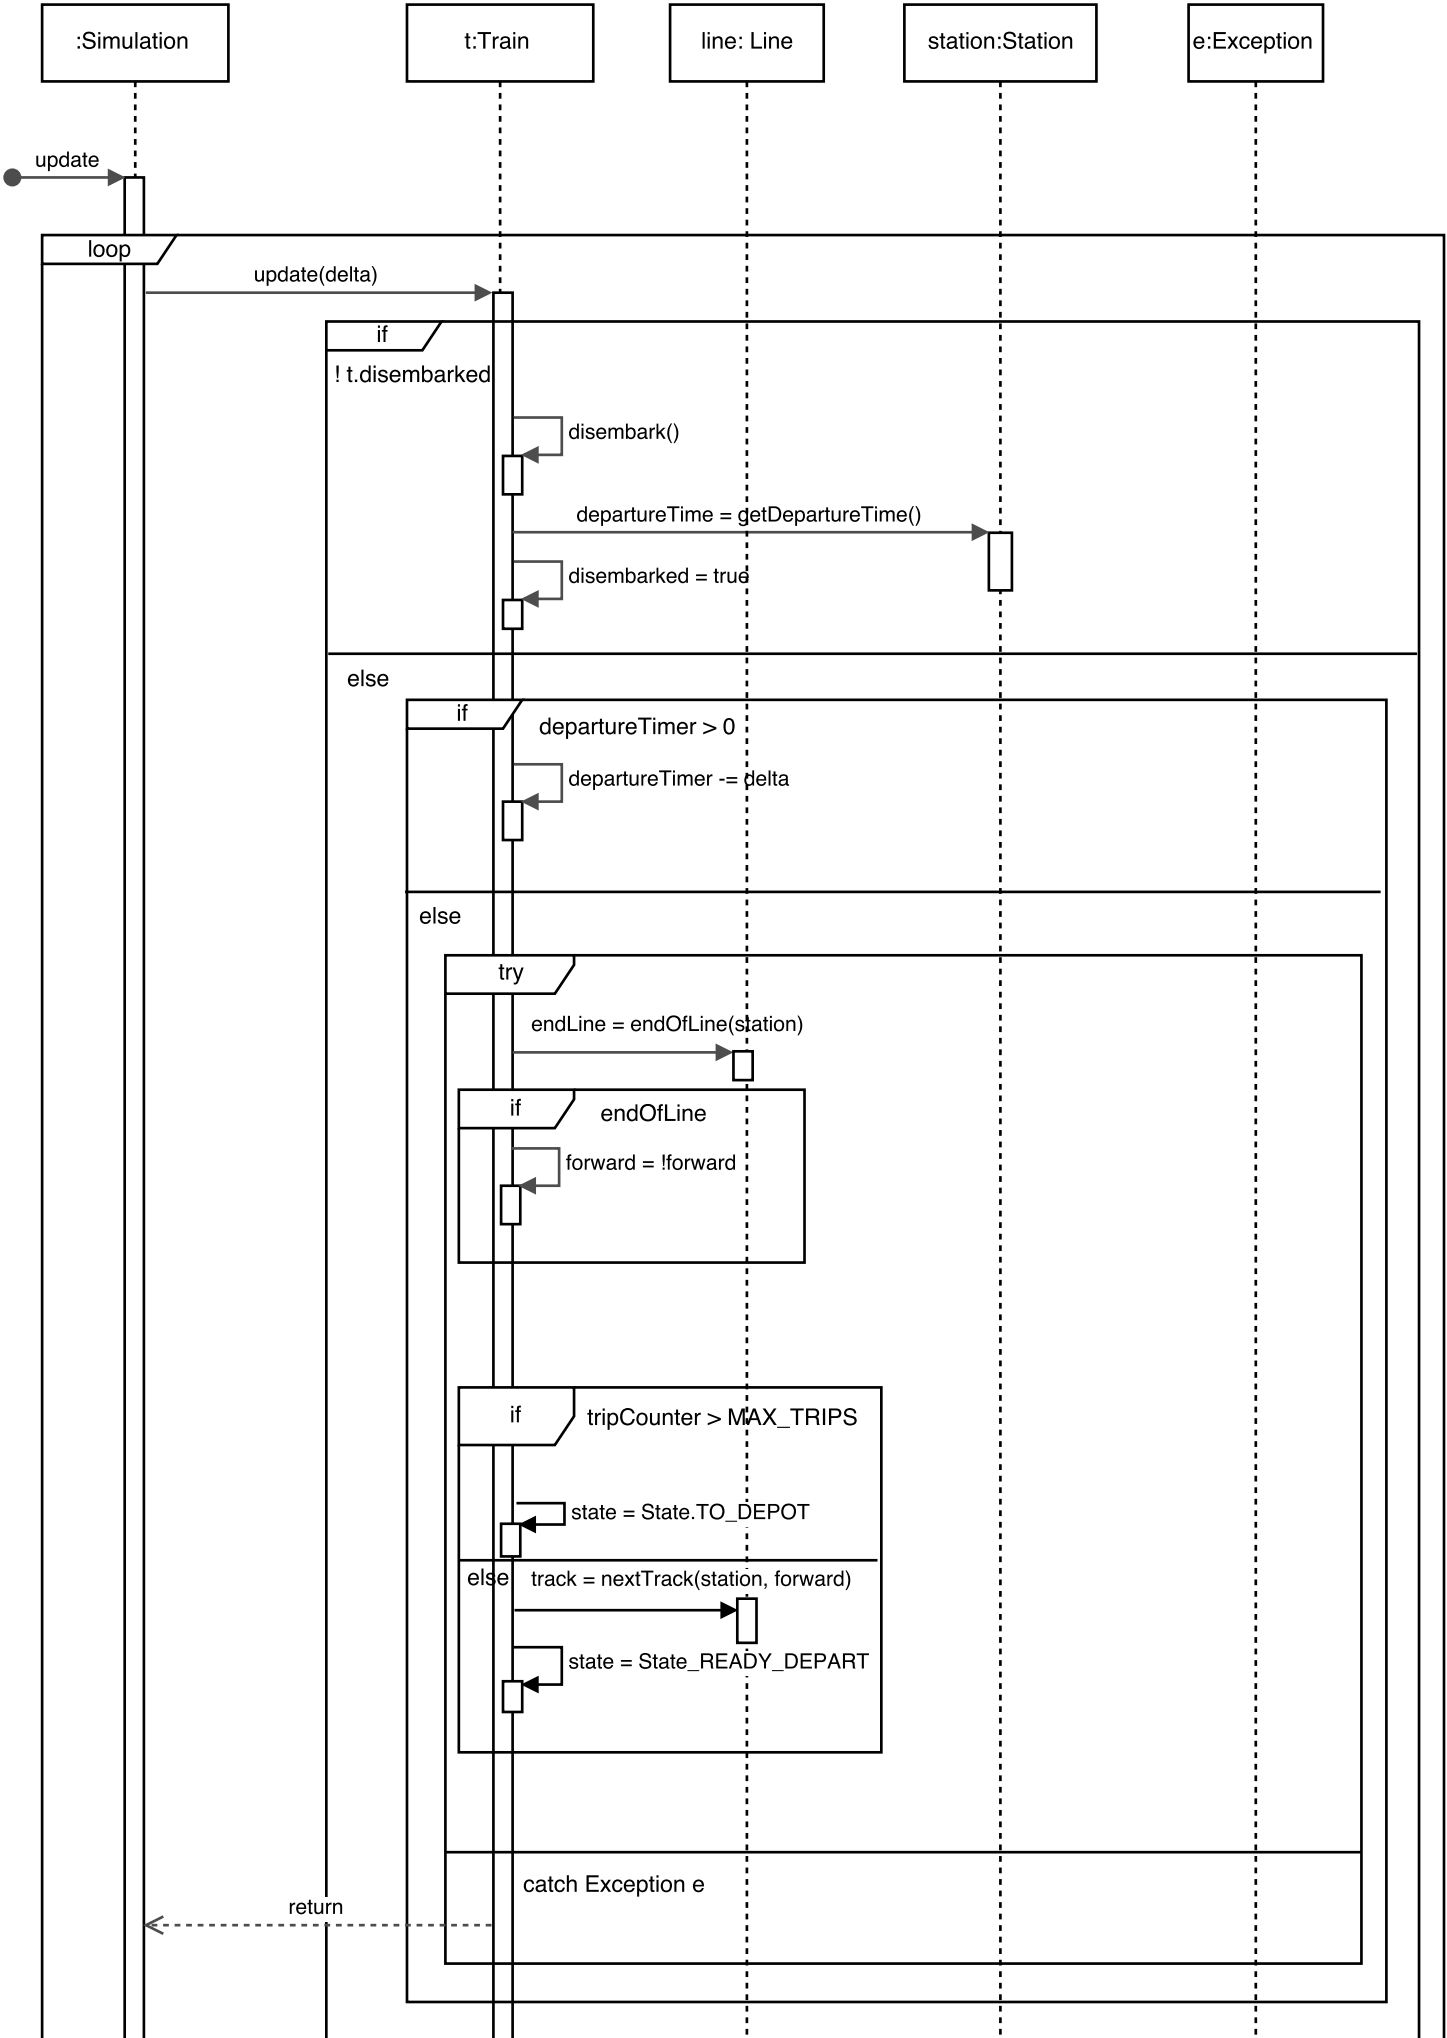 :Simulation
t:Train
line: Line
station:Station
e:Exception
update
loop
update(delta)
if
! t.disembarked
disembark()
departureTime = getDepartureTime()
disembarked = true
else
if
departureTimer > 0
departureTimer -= delta
else
try
endLine = endOfLine(station)
if
endOfLine
forward = !forward
if
tripCounter > MAX_TRIPS
state = State.TO_DEPOT
else
track = nextTrack(station, forward)
state = State_READY_DEPART
catch Exception e
return